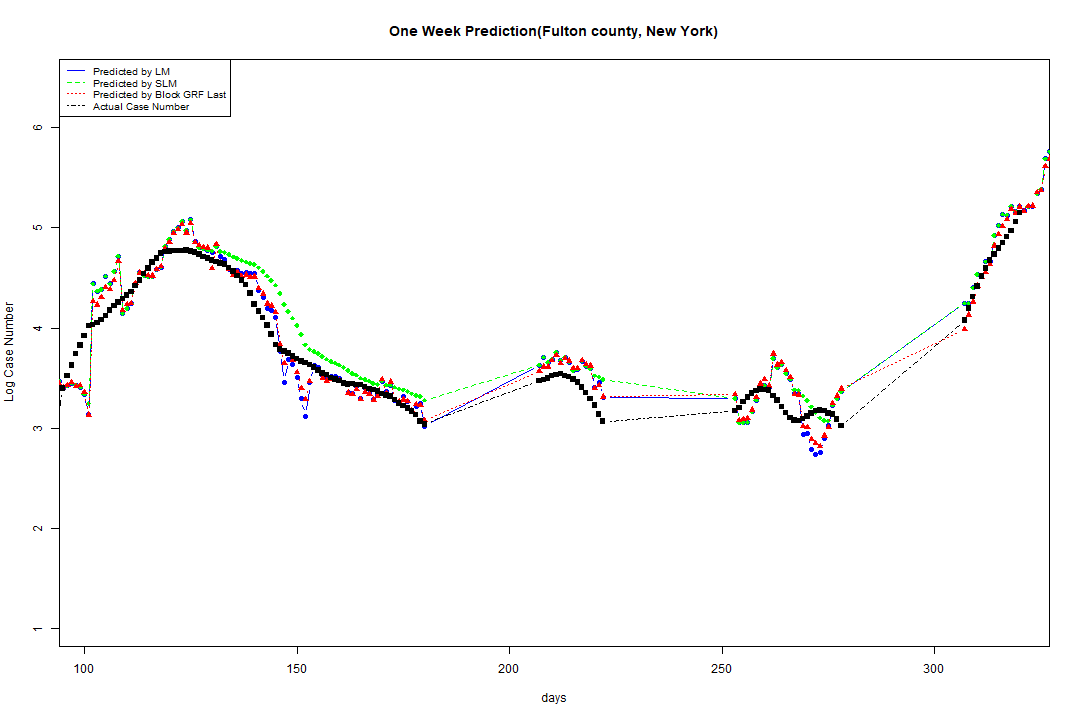 One Week Prediction(Fulton county, New York)
Predicted by LM
Predicted by SLM
Predicted by Block GRF Last
Actual Case Number
Log Case Number
6
5
4
3
2
1
100 150 200 250 300
days